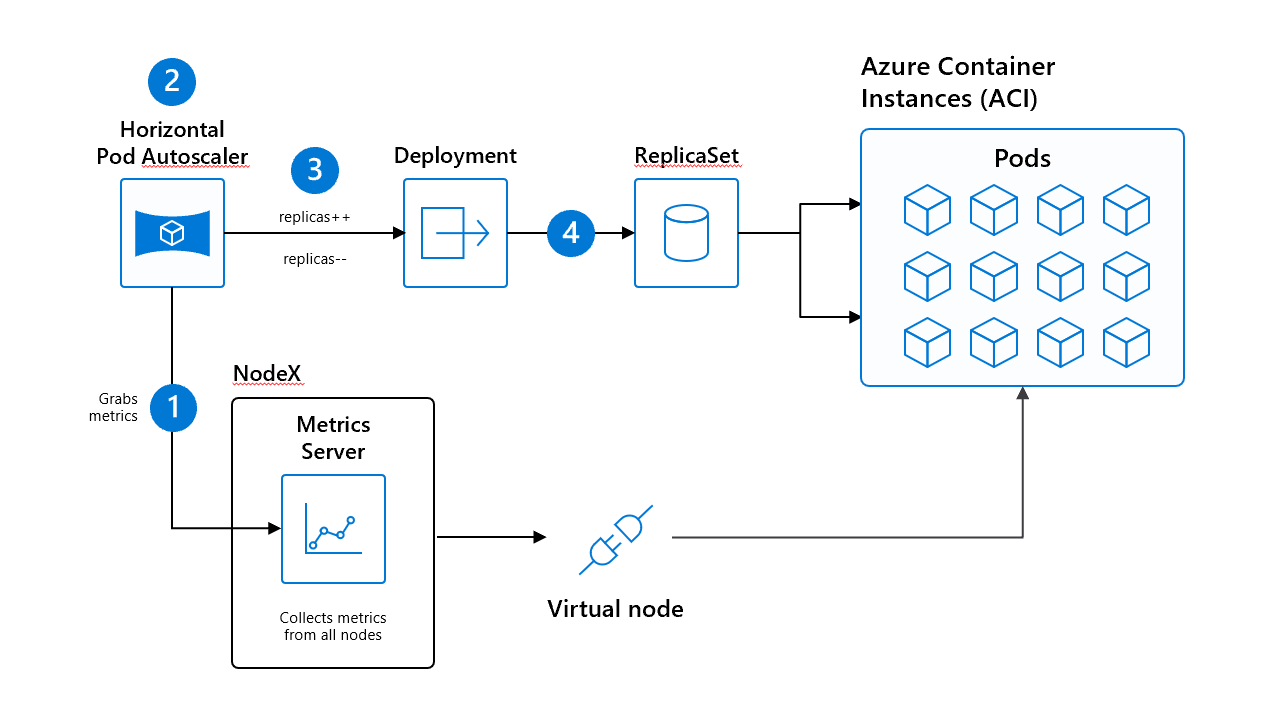 2
Horizontal
Pod Autoscaler
3
replicas++
replicas--
Deployment
4
ReplicaSet
Azure Container
Instances (ACI)
Pods
Grabs
metrics
1
NodeX
Metrics
Server
Collects metrics
from all nodes
Virtual node